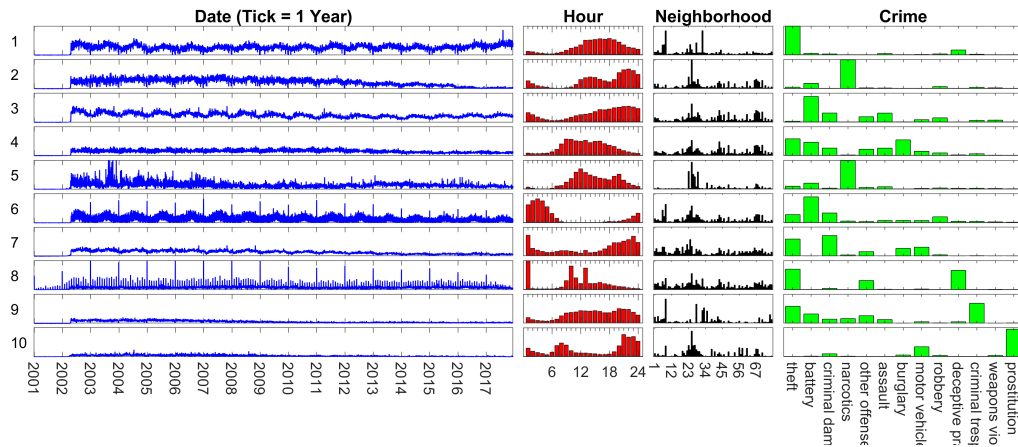 Date (Tick = 1 Year) Hour Neighborhood Crime
1
2
3
4
5
6
7
8
9
10
2001 2002 2003 2004 2005 2006 2007 2008 2009 2010 2011 2012 2013 2014 2015 2016 2017
6 12 18 24
1 12 23 34 45 56 67
theft
battery
criminal dam
narcotics
other offense
assault
burglary
motor vehicle
robbery
deceptive pra
criminal tresp
weapons vio
prostitution